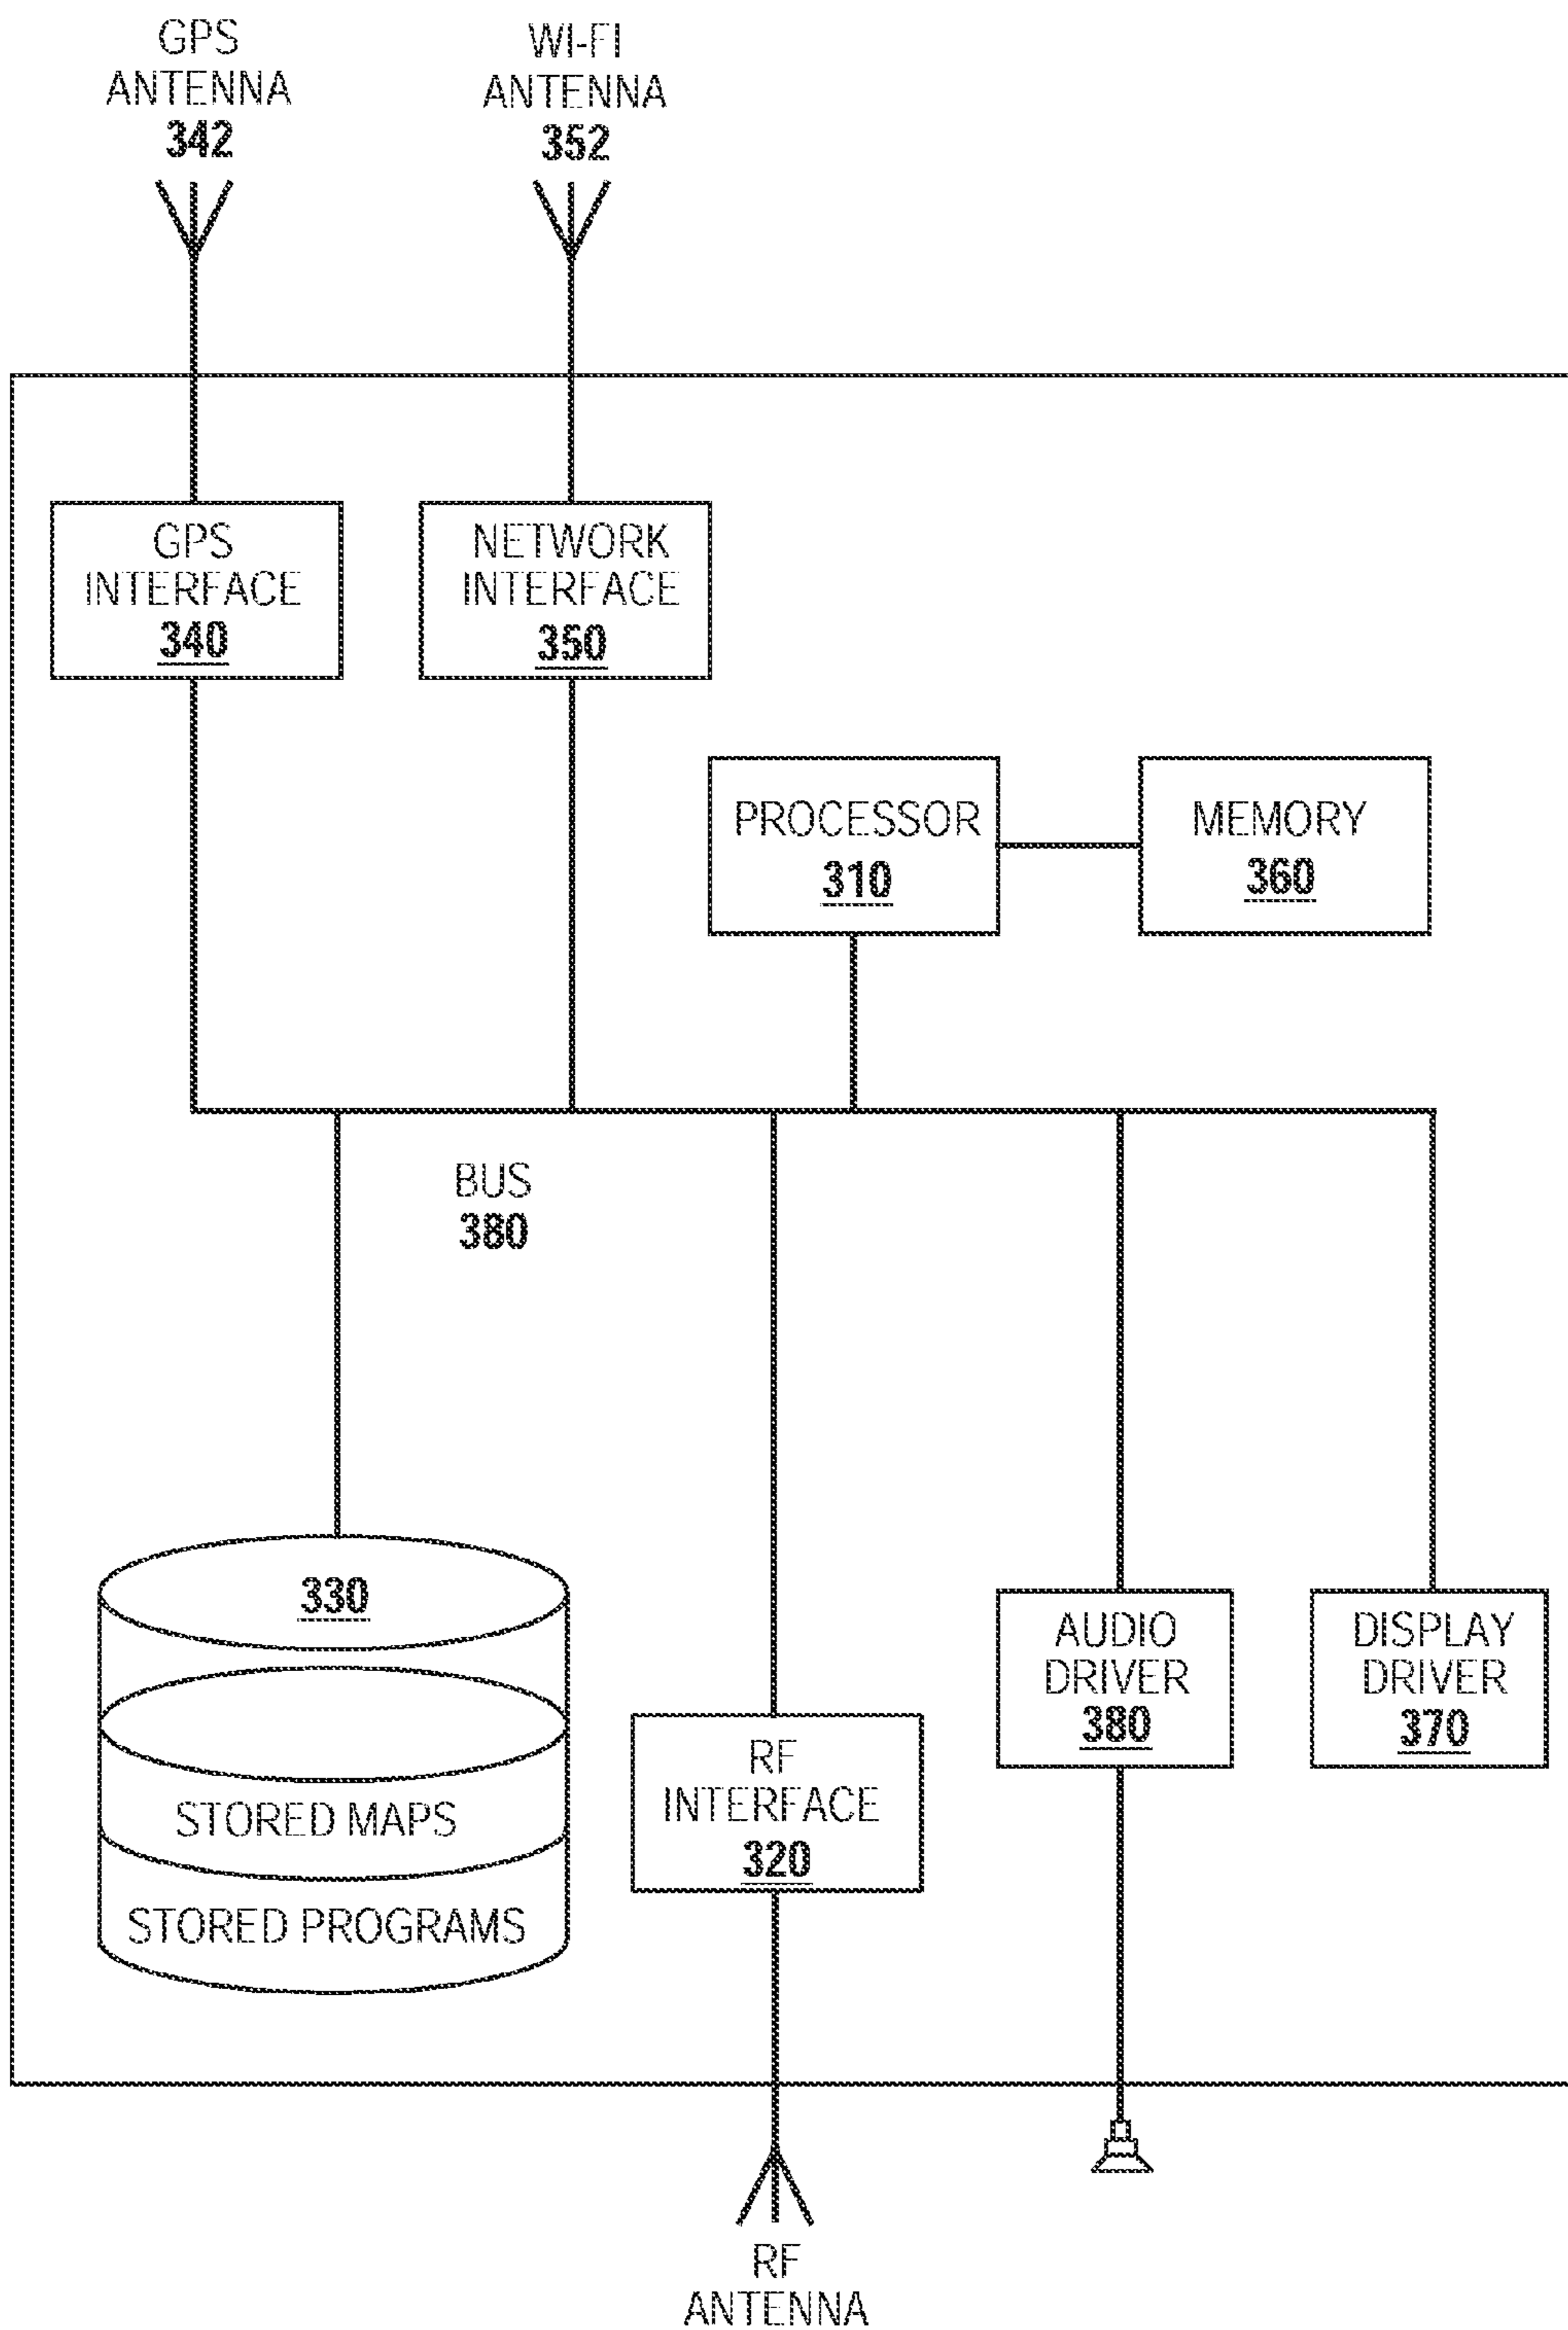 GPS
ANTENNA
342
WI-FI
ANTENNA
352
GPS
INTERFACE
340
NETWORK
INTERFACE
350
PROCESSOR
310
MEMORY
360
BUS
380
330
STORED MAPS
STORED PROGRAMS
RF
INTERFACE
320
AUDIO
DRIVER
380
DISPLAY
DRIVER
370
RF
ANTENNA